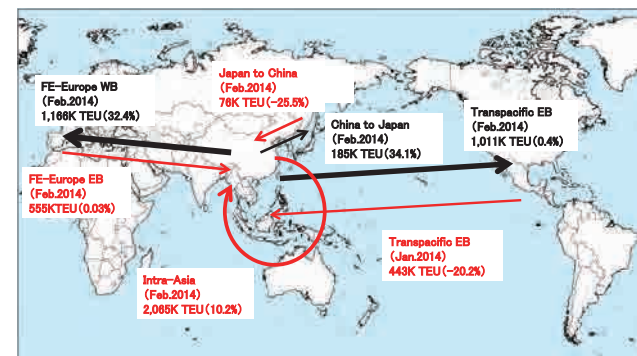 FE-Europe WB
(Feb.2014)
1,166K TEU(32.4%)
Japan to China
(Feb.2014)
76K TEU(-25.5%)
China to Japan
(Feb.2014)
185K TEU(34.1%)
Transpacific EB
(Feb.2014)
1,011K TEU(0.4%)
FE-Europe EB
(Feb.2014)
555KTEU(0.03%)
Intra-Asia
(Feb.2014)
2,065K TEU(10.2%)
Transpacific EB
(Jan.2014)
443K TEU(-20.2%)